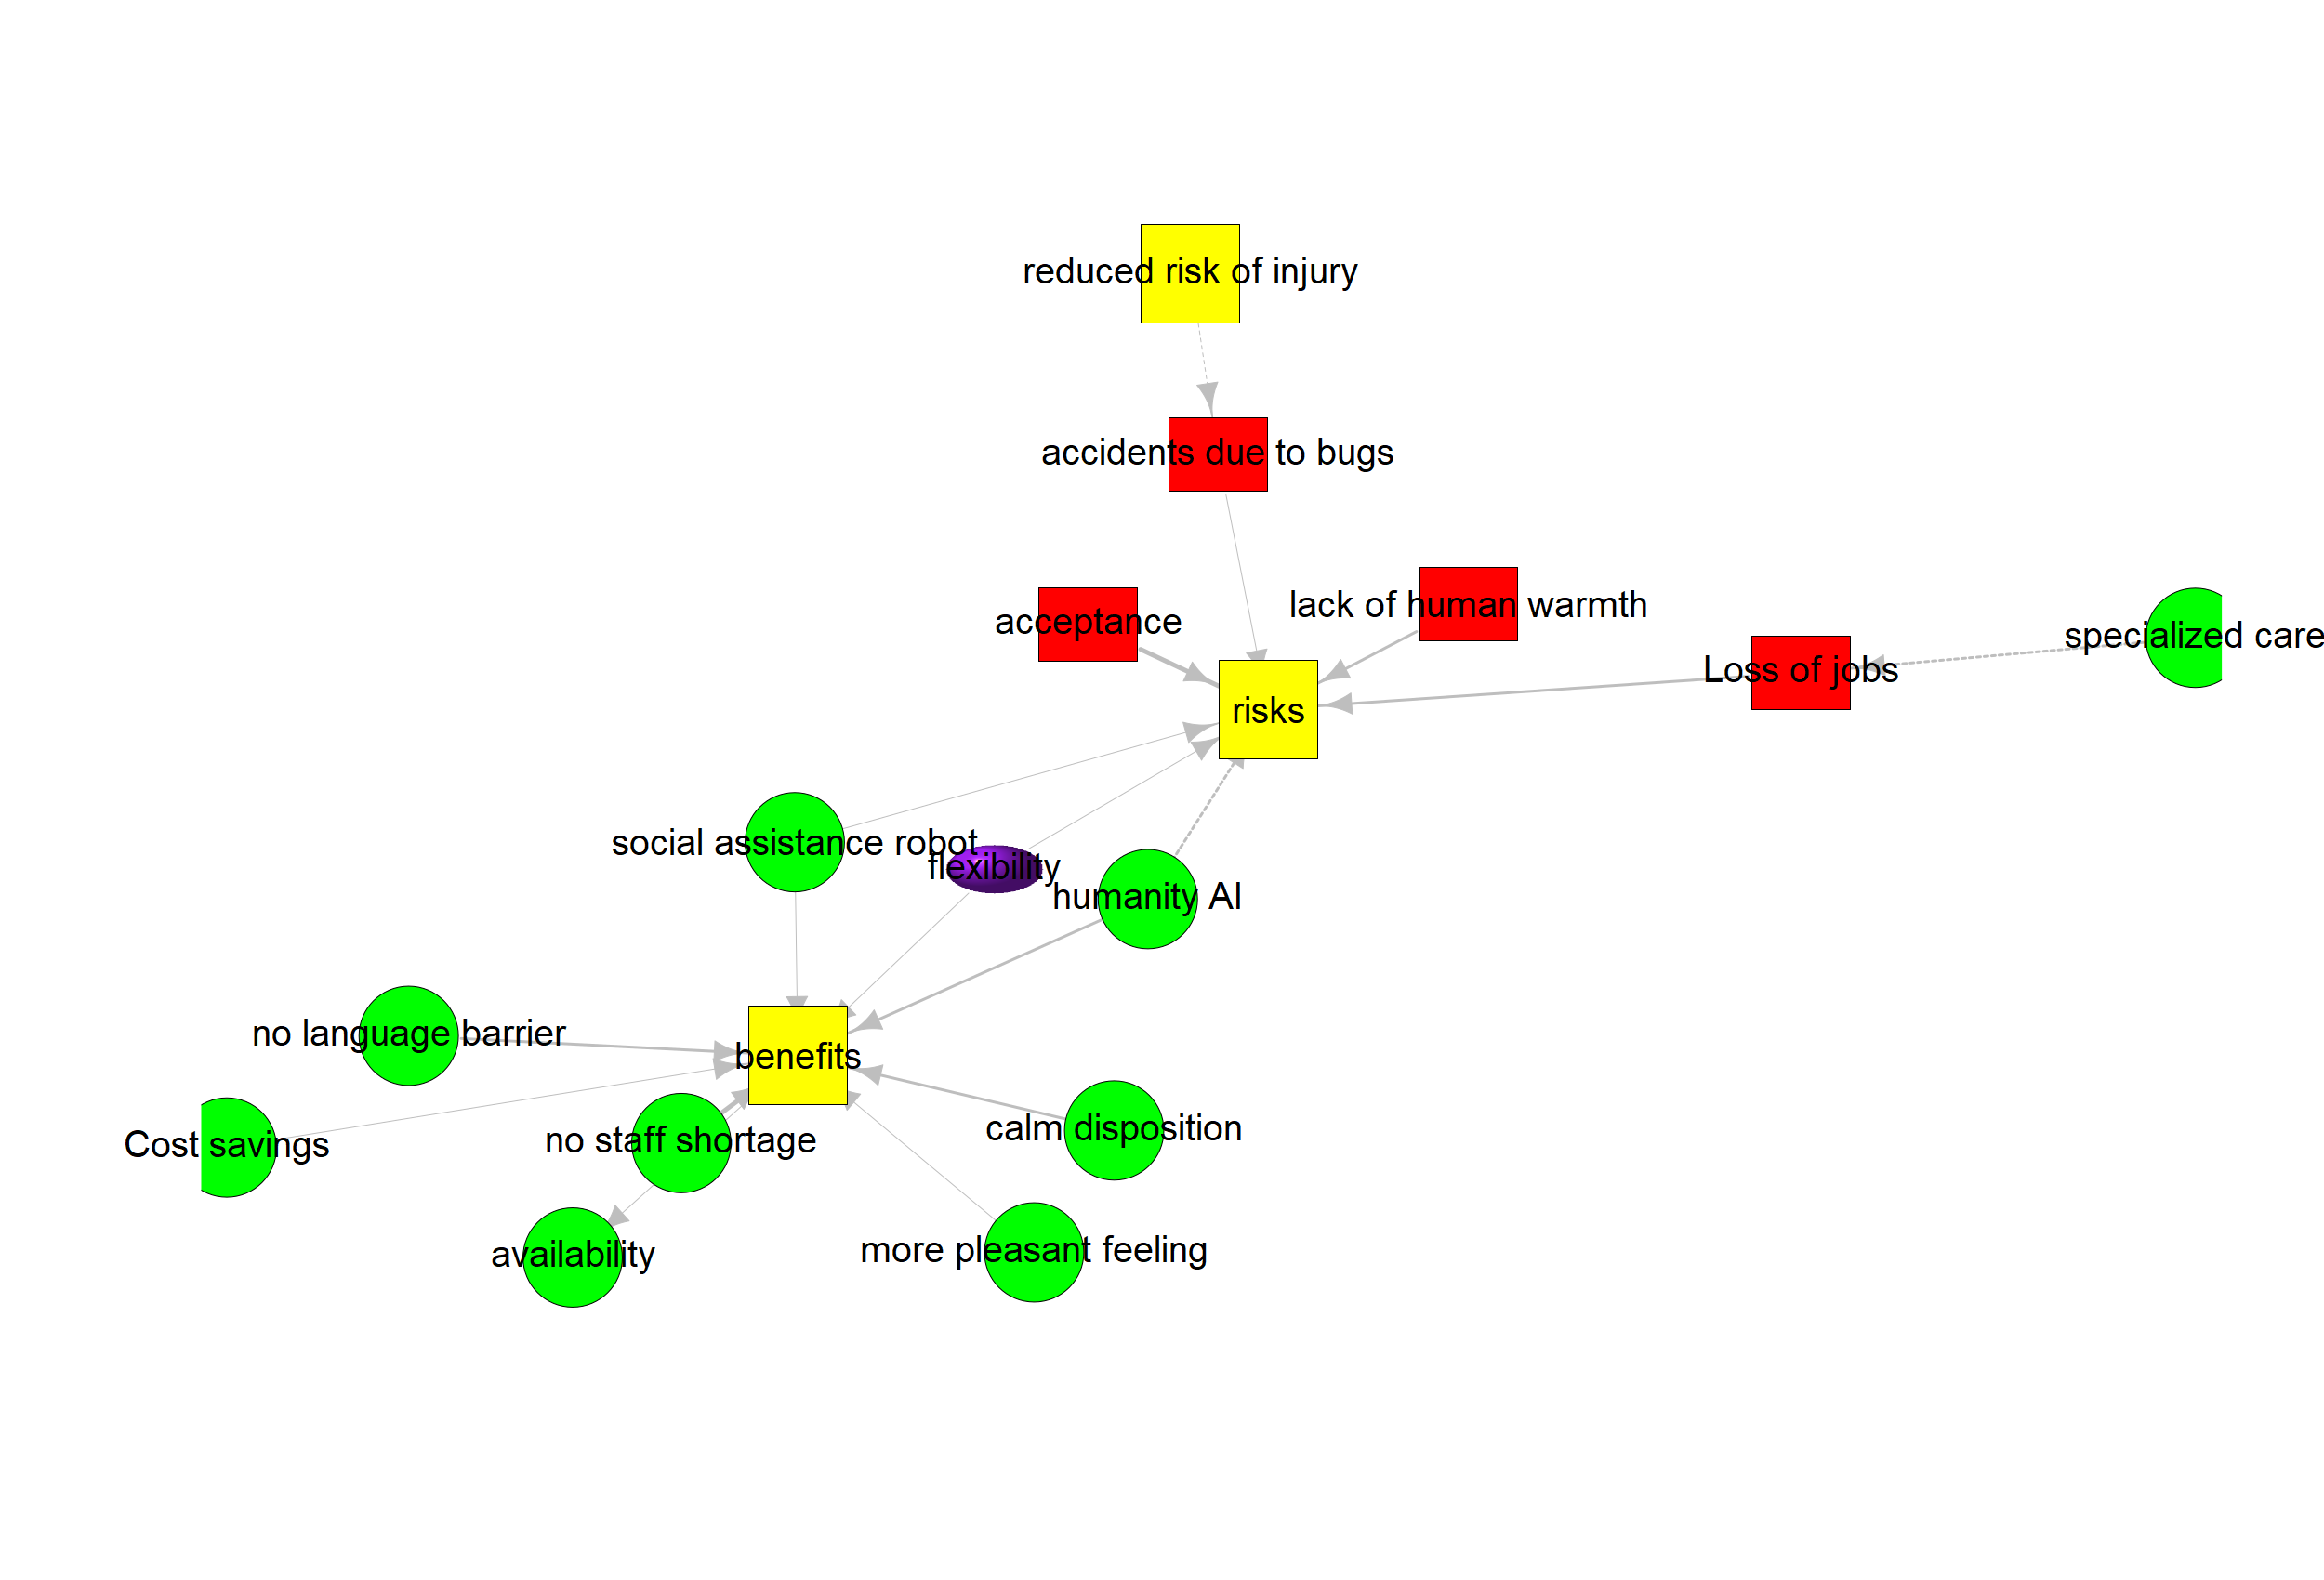 reduced risk of injury
accidents due to bugs
lack of human warmth
acceptance
specialized care
Loss of jobs
risks
social assistance robot
flexibility
humanity AI
no language barrier
benefits
calm disposition
no staff shortage
Cost savings
more pleasant feeling
availability